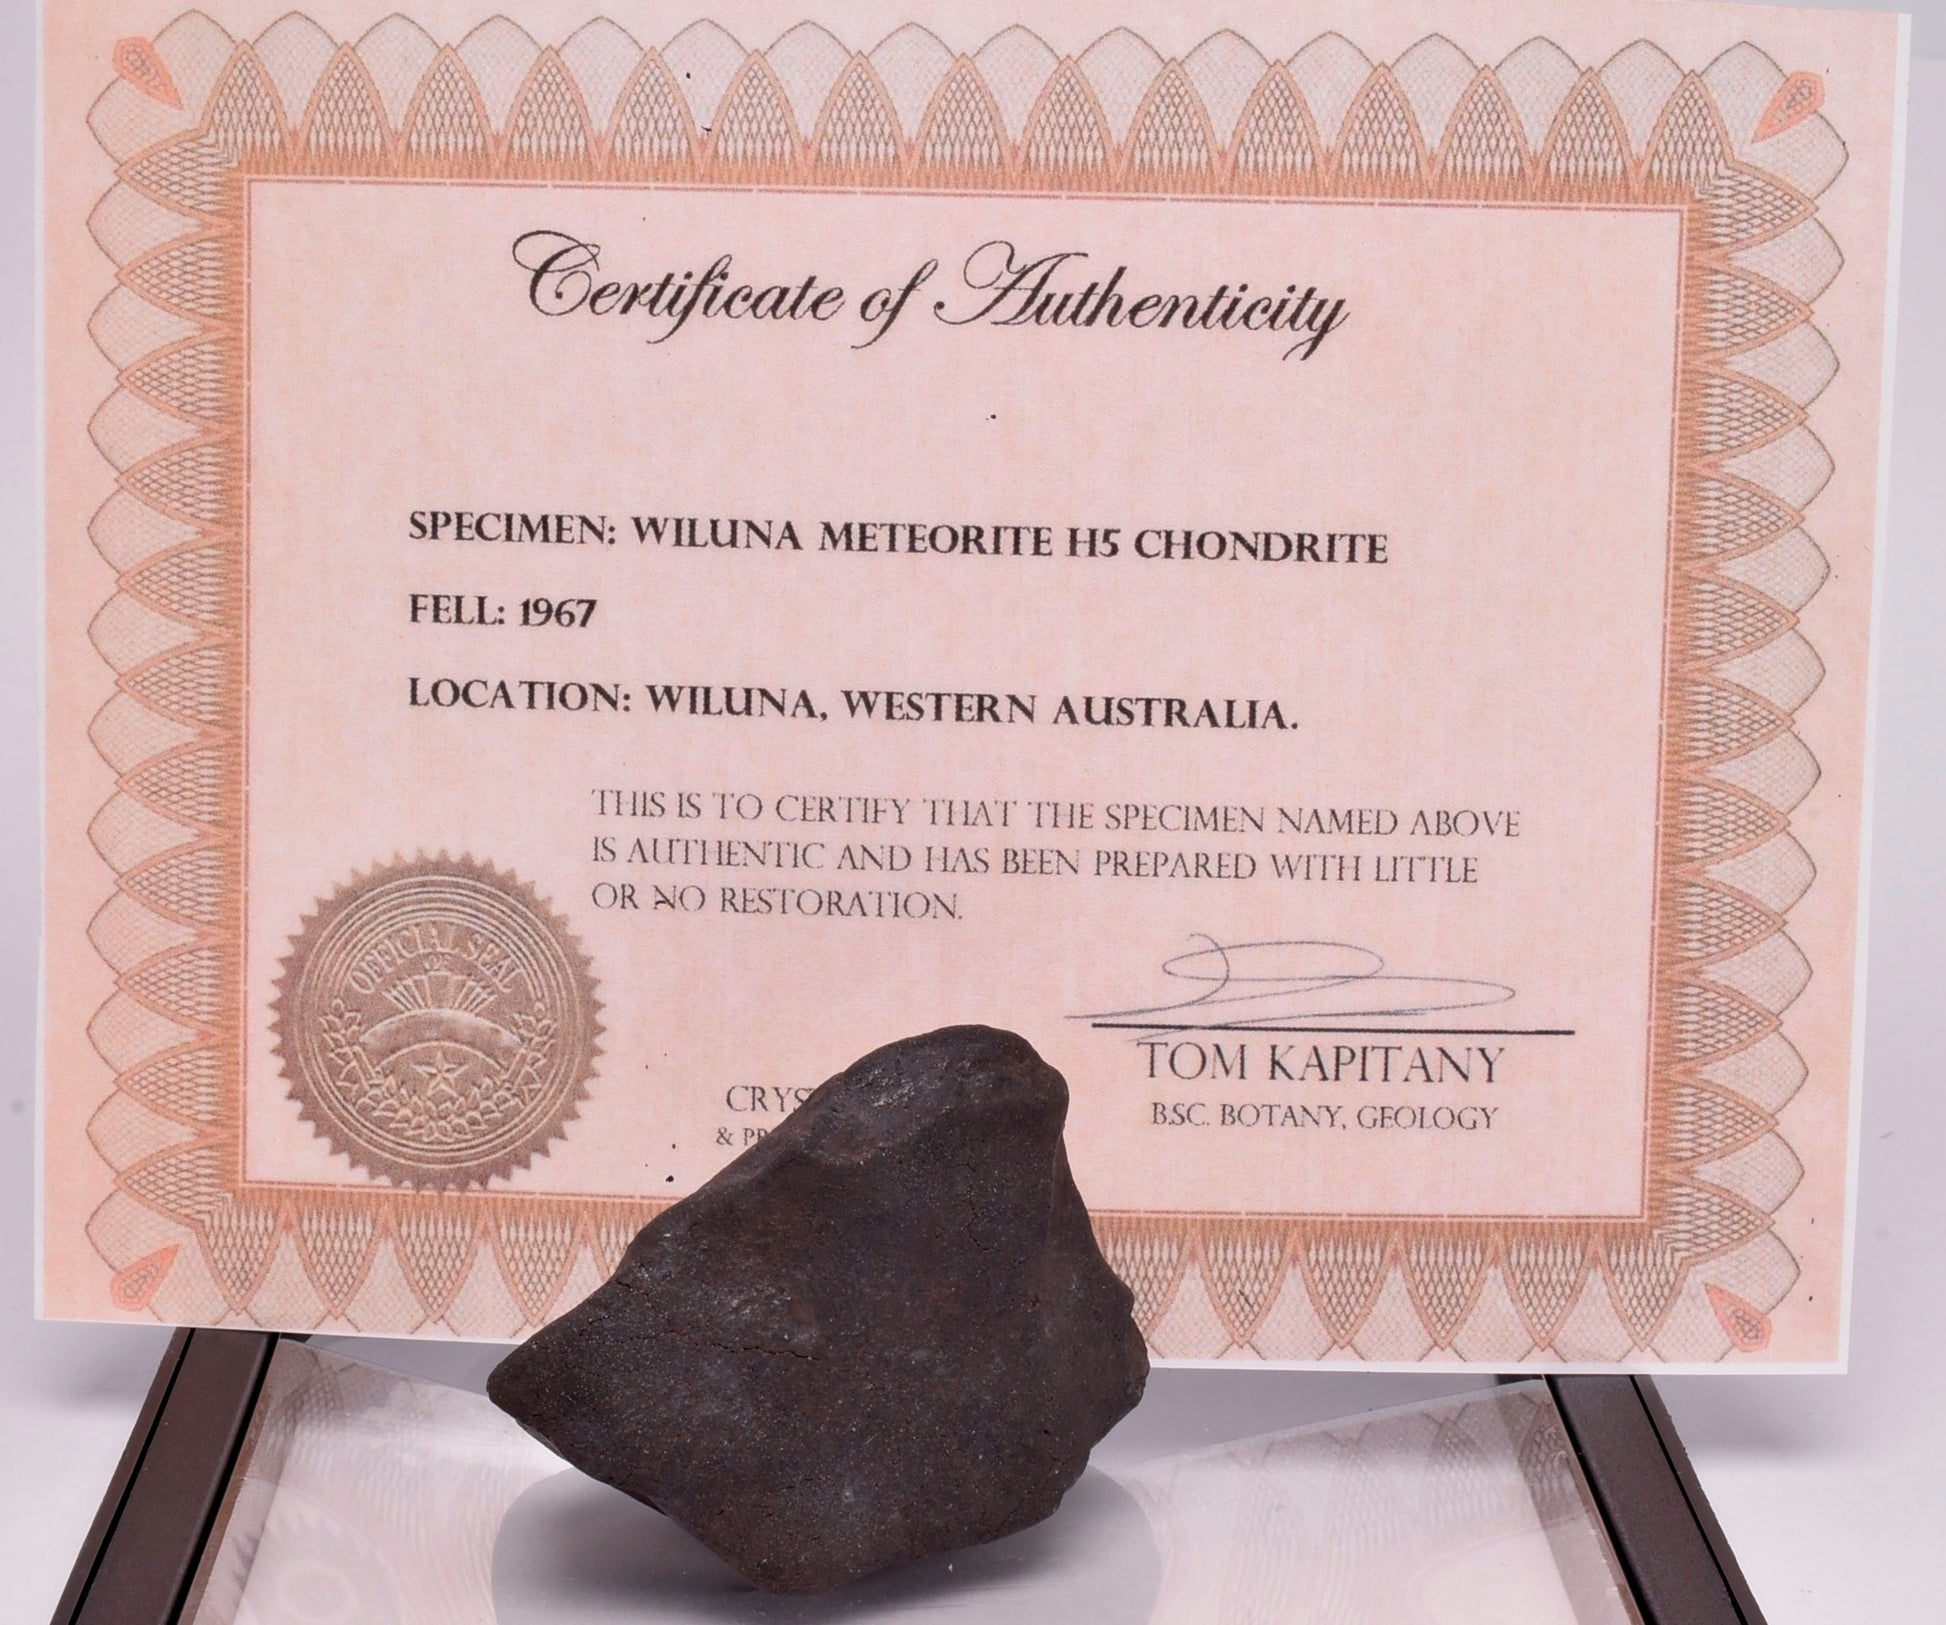 Certificate of Authenticity
SPECIMEN: WILUNA METEORITE H5 CHONDRITE
FELL: 1967
LOCATION: WILUNA, WESTERN AUSTRALIA.
THIS IS TO CERTIFY THAT THE SPECIMEN NAMED ABOVE
IS AUTHENTIC AND HAS BEEN PREPARED WITH LITTLE
OR NO RESTORATION.
OFFICIAL SEAL
TOM KAPITANY
B.SC. BOTANY, GEOLOGY
&